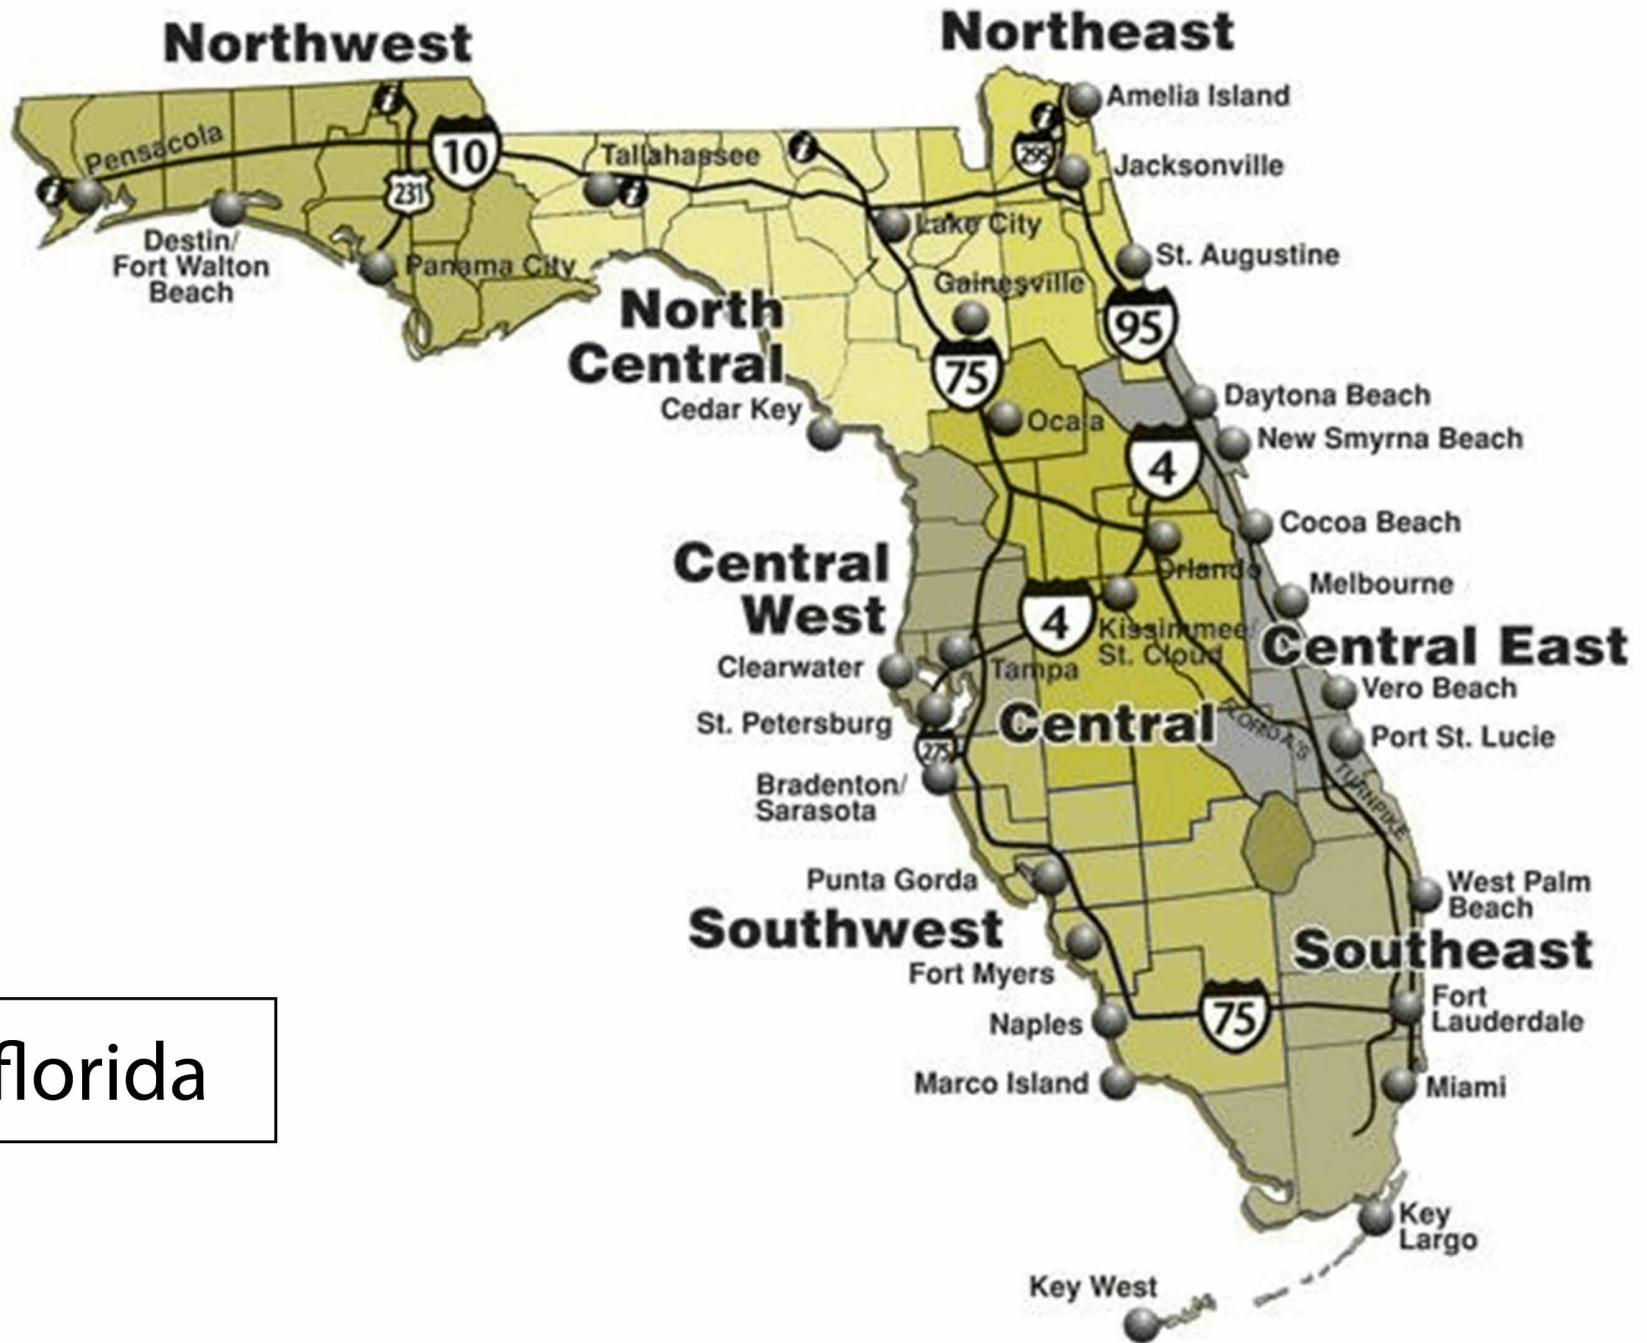 Northwest
Northeast
Amelia Island
Pensacola
10
Tallahassee
295
Jacksonville
231
Lake City
Destin/
Fort Walton
Beach
Panama City
St. Augustine
Gainesville
North
Central
95
75
Cedar Key
Ocala
Daytona Beach
New Smyrna Beach
4
Cocoa Beach
Central
West
Orlando
Melbourne
4
Kissimmee/
St. Cloud
Central East
Clearwater
Tampa
Vero Beach
St. Petersburg
Central
FLORIDA'S
TURNPIKE
Port St. Lucie
275
Bradenton/
Sarasota
Punta Gorda
West Palm
Beach
Southwest
Southeast
Fort Myers
75
Fort
Lauderdale
Naples
florida
Marco Island
Miami
Key
Largo
Key West